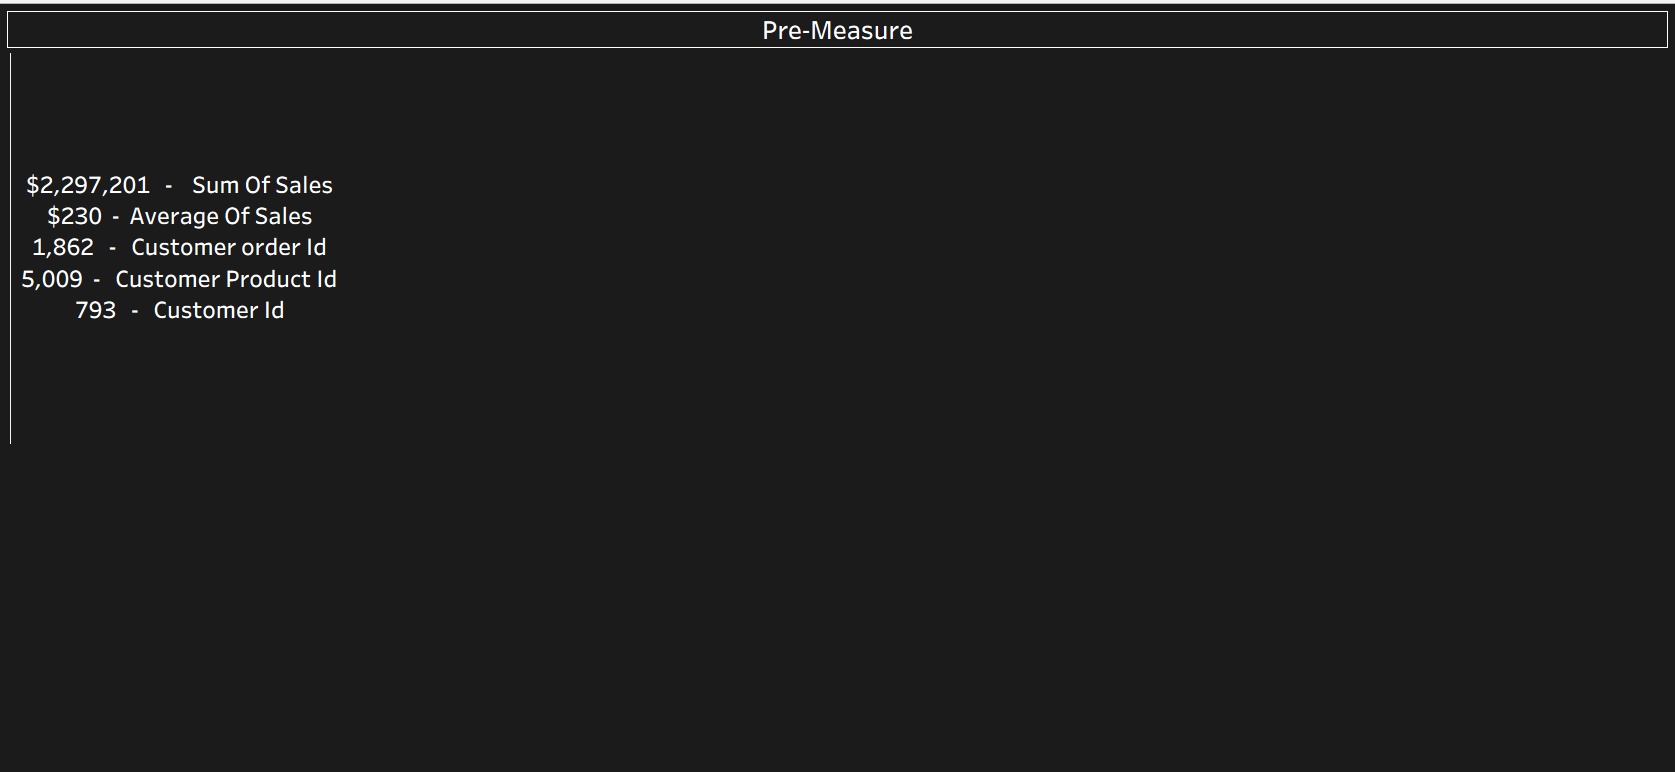 Pre-Measure
$2,297,201 - Sum Of Sales
$230 - Average Of Sales
1,862 - Customer order Id
5,009 - Customer Product Id
793 - Customer Id